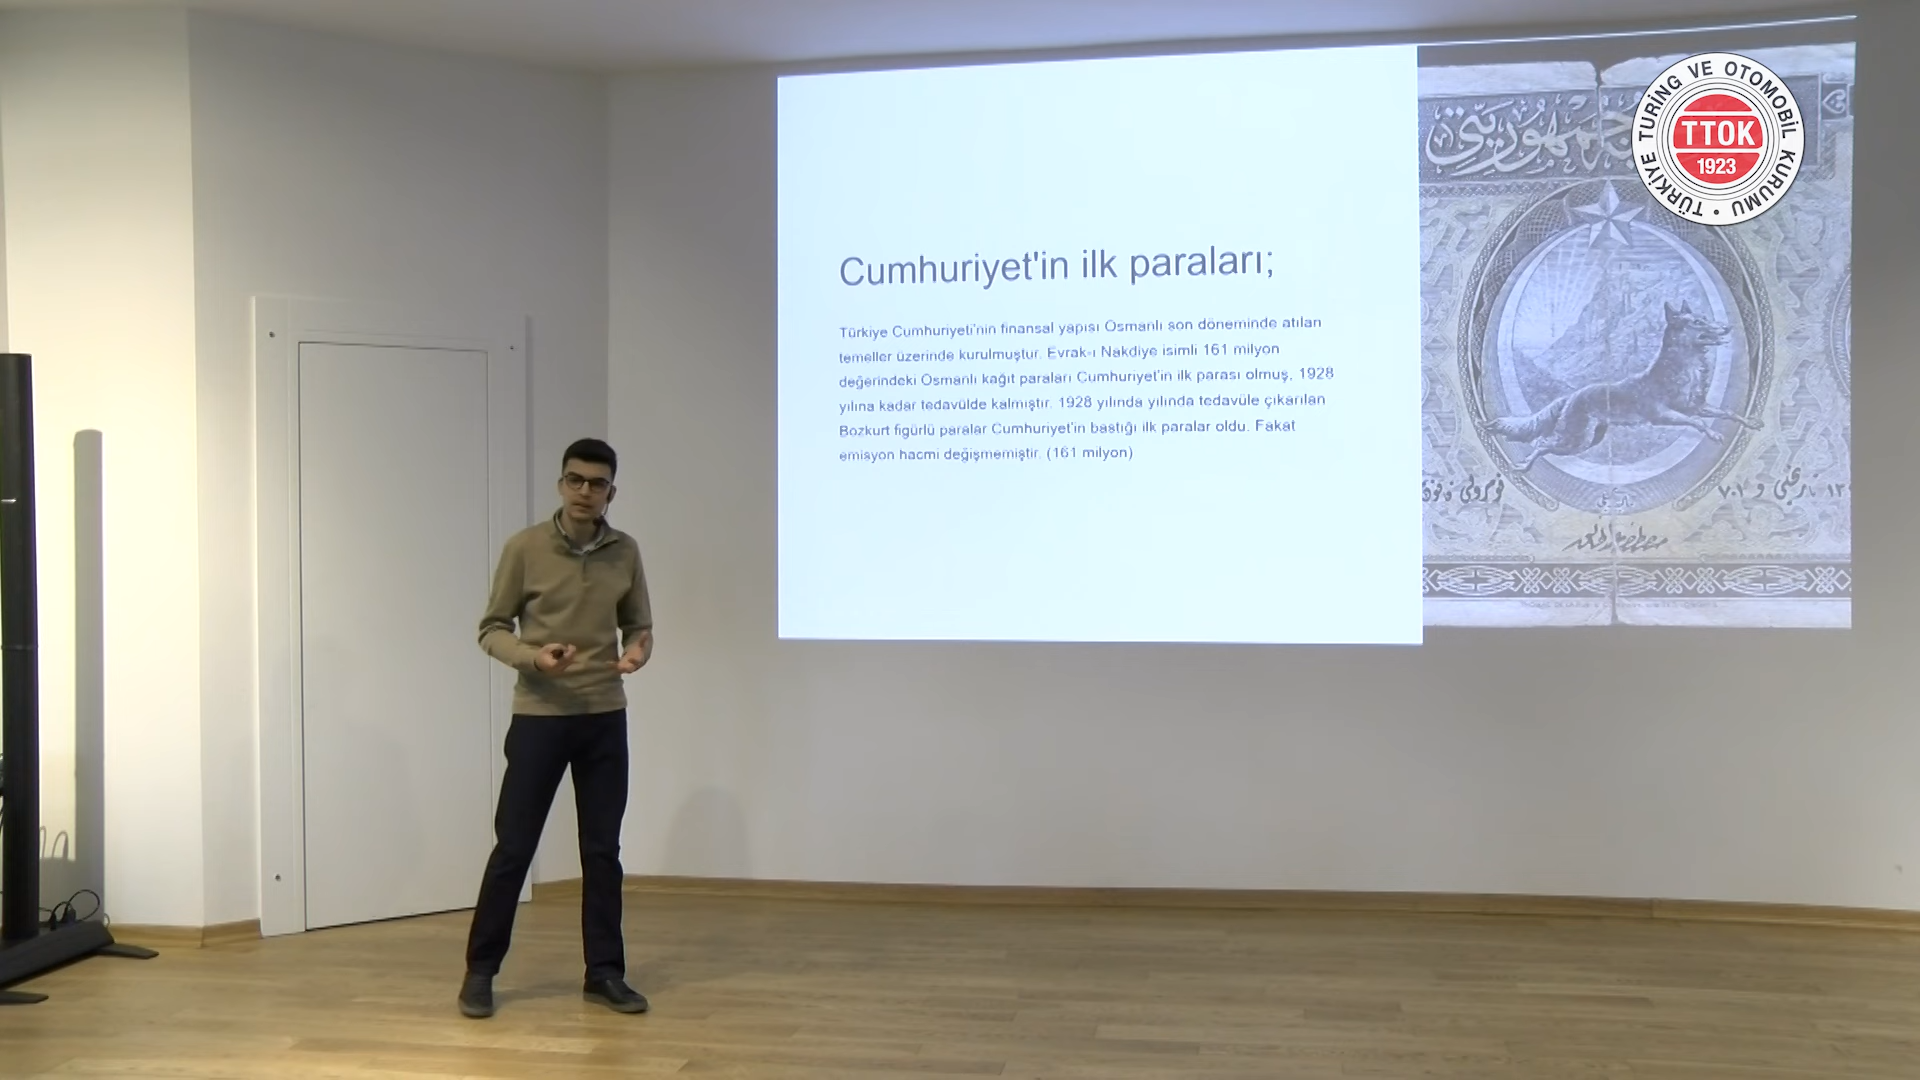 Cumhuriyet'in ilk paraları;
Türkiye Cumhuriyeti'nin finansal yapısı Osmanlı son döneminde atılan
temeller üzerinde kurulmuştur. Evrak-ı Nakdiye isimli 161 milyon
değerindeki Osmanlı kağıt paraları Cumhuriyet'in ilk parası olmuş, 1928
yılına kadar tedavülde kalmıştır. 1928 yılında yılında tedavüle çıkarılan
Bozkurt figürlü paralar Cumhuriyet'in bastığı ilk paralar oldu. Fakat
emisyon hacmi değişmemiştir. (161 milyon)
TÜRKİYE TURİNG VE OTOMOBİL KURUMU •
TTOK
1923